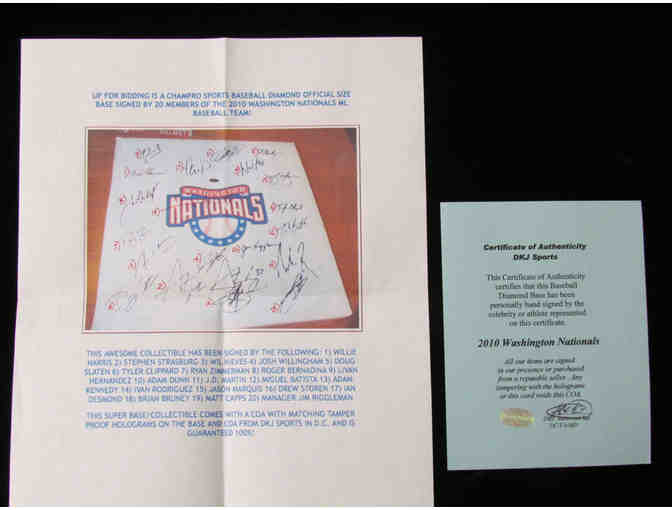 UP FOR BIDDING IS A CHAMPRO SPORTS BASEBALL DIAMOND OFFICIAL SIZE
BASE SIGNED BY 20 MEMBERS OF THE 2010 WASHINGTON NATIONALS ML
BASEBALL TEAM!
WASHINGTON
NATIONALS
THIS AWESOME COLLECTIBLE HAS BEEN SIGNED BY THE FOLLOWING: 1) WILLIE
HARRIS 2) STEPHEN STRASBURG 3) WIL NIEVES 4) JOSH WILLINGHAM 5) DOUG
SLATEN 6) TYLER CLIPPARD 7) RYAN ZIMMERMAN 8) ROGER BERNADINA 9) LIVAN
HERNANDEZ 10) ADAM DUNN 11) J.D. MARTIN 12) MIGUEL BATISTA 13) ADAM
KENNEDY 14) IVAN RODRIGUEZ 15) JASON MARQUIS 16) DREW STOREN 17) IAN
DESMOND 18) BRIAN BRUNEY 19) MATT CAPPS 20) MANAGER JIM RIGGLEMAN
THIS SUPER BASE/COLLECTIBLE COMES WITH A COA WITH MATCHING TAMPER
PROOF HOLOGRAMS ON THE BASE AND COA FROM DKJ SPORTS IN D.C. AND IS
GUARANTEED 100%!
Certificate of Authenticity
DKJ Sports
This Certificate of Authenticity
certifies that this Baseball
Diamond Base has been
personally hand signed by the
celebrity or athlete represented
on this certificate.
2010 Washington Nationals
All our items are signed
in our presence or purchased
from a reputable seller. Any
tampering with the hologram
or this card voids this COA.